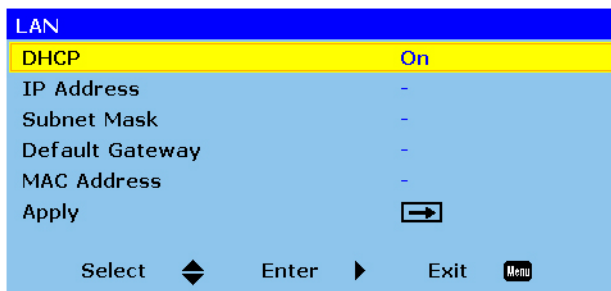 LAN
DHCP On
IP Address -
Subnet Mask -
Default Gateway -
MAC Address -
Apply
Select Enter Exit Menu